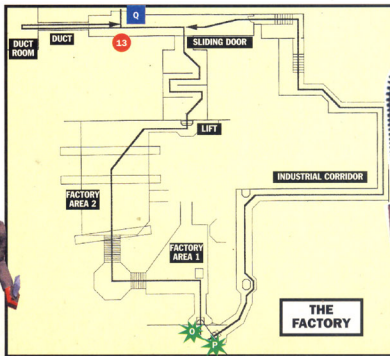 Q
DUCT
DUCT
ROOM
13
SLIDING DOOR
LIFT
INDUSTRIAL CORRIDOR
FACTORY
AREA 2
FACTORY
AREA 1
THE
FACTORY
O
P